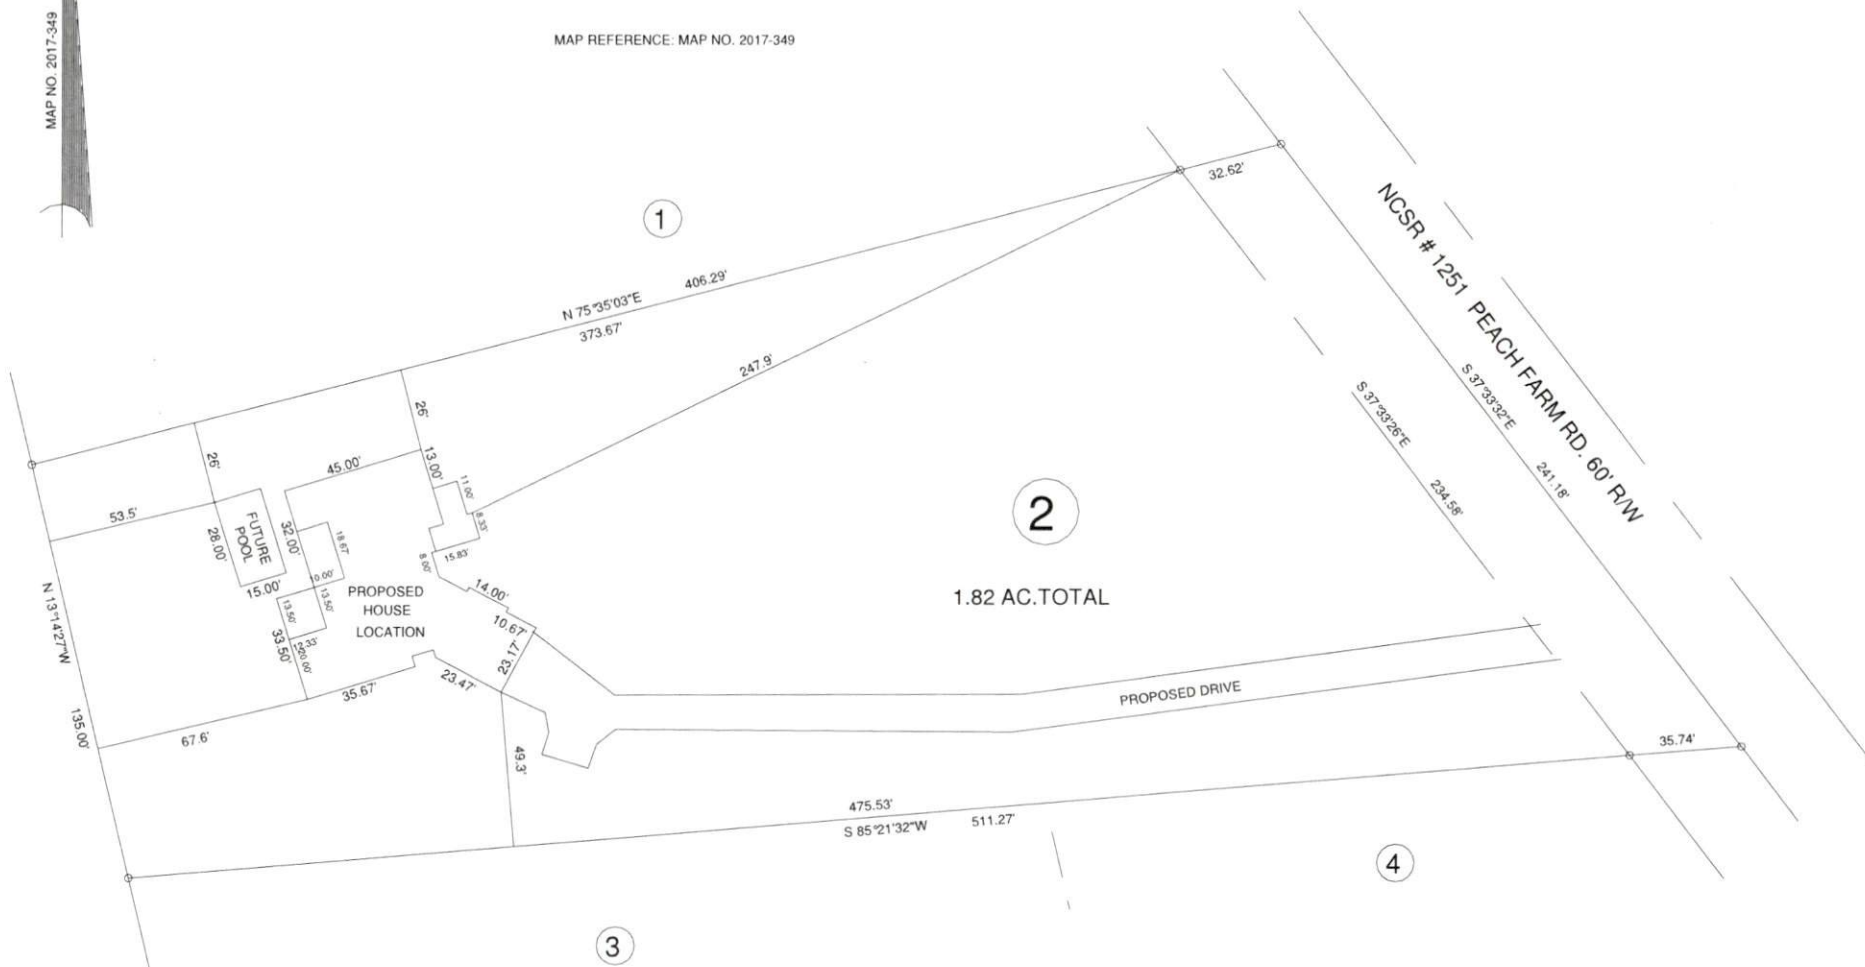 MAP NO. 2017-349
MAP REFERENCE: MAP NO. 2017-349
32.62'
1
NCSR # 1251 PEACH FARM RD. 60' R/W
N 75°35'03"E
406.29'
373.67'
247.9'
26'
26'
13.00'
45.00'
11.00'
8.33'
53.5'
28.00'
FUTURE
POOL
32.00'
18.67'
15.83'
8.00'
15.00'
10.00'
13.50'
13.50'
14.00'
10.67'
PROPOSED
HOUSE
LOCATION
33.50'
12.33'
20.00'
23.17'
23.47'
35.67'
N 13°14'27"W
135.00'
67.6'
49.3'
2
1.82 AC.TOTAL
S 37°33'26"E
234.58'
S 37°33'32"E
241.18'
PROPOSED DRIVE
35.74'
475.53'
S 85°21'32"W
511.27'
4
3